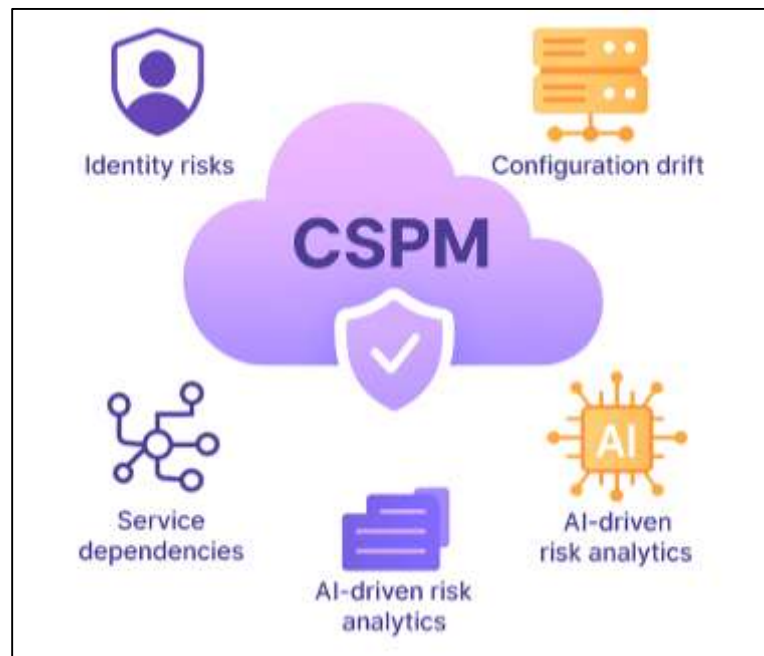 Identity risks
Configuration drift
CSPM
AI
Service
dependencies
AI-driven
risk analytics
AI-driven risk
analytics